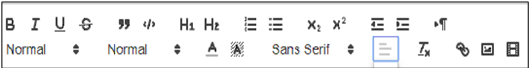 B I U S ” </> H1 H2 X2 X2 ¶
Normal Normal A A Sans Serif Tx